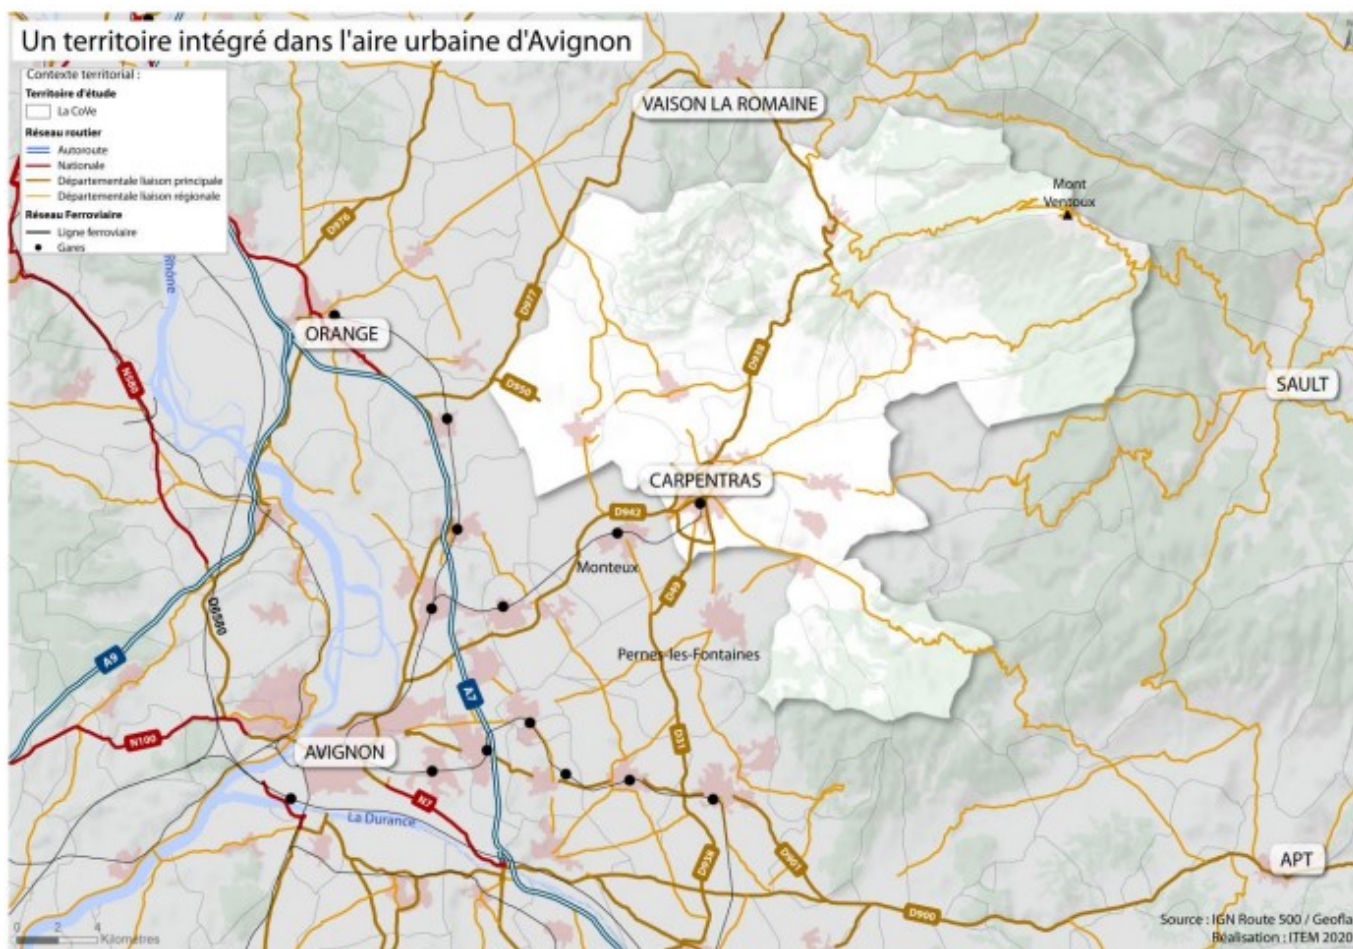 Un territoire intégré dans l'aire urbaine d'Avignon
Contexte territorial :
Territoire d'étude
La CoVe
Réseau routier
Autoroute
Nationale
Départementale liaison principale
Départementale liaison régionale
Réseau Ferroviaire
Ligne ferroviaire
Gares
VAISON LA ROMAINE
Mont
Ventoux
D976
Rhône
D977
ORANGE
N580
D950
D938
SAULT
CARPENTRAS
D942
Monteux
D49
D6580
Pernes-les-Fontaines
A9
A7
N100
AVIGNON
D31
N7
La Durance
D938
D901
APT
D900
0 2 4
Kilomètres
Source : IGN Route 500 / Geofla
Réalisation : ITEM 2020